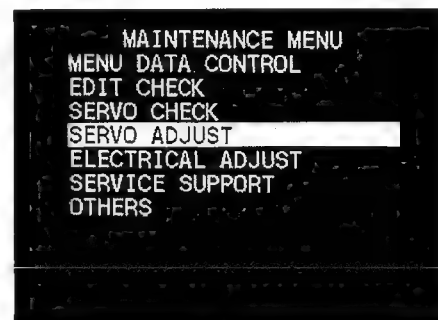 MAINTENANCE MENU
MENU DATA CONTROL
EDIT CHECK
SERVO CHECK
SERVO ADJUST
ELECTRICAL ADJUST
SERVICE SUPPORT
OTHERS